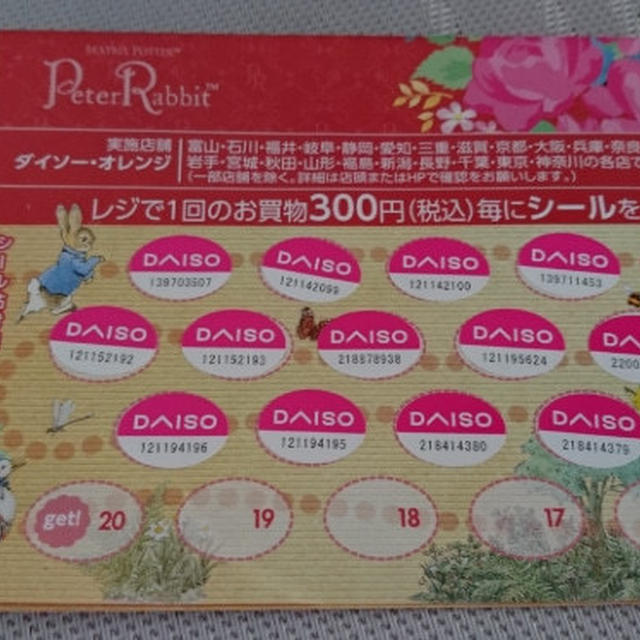 BEATRIX POTTER™
PeterRabbit™
実施店舗
ダイソー・オレンジ
富山・石川・福井・岐阜・静岡・愛知・三重・滋賀・京都・大阪・兵庫・奈良
岩手・宮城・秋田・山形・福島・新潟・長野・千葉・東京・神奈川の各店で
(一部店舗を除く。詳細は店頭またはHPで確認をお願いします。)
レジで1回のお買物300円(税込)毎にシールを
シール
DAISO DAISO DAISO DAISO
139703507 121142099 121142100 139711453
DAISO DAISO DAISO DAISO DA
121152192 121152193 218878938 121195624 2200
DAISO DAISO DAISO DAISO
121194196 121194195 218414380 218414379
get! 20 19 18 17